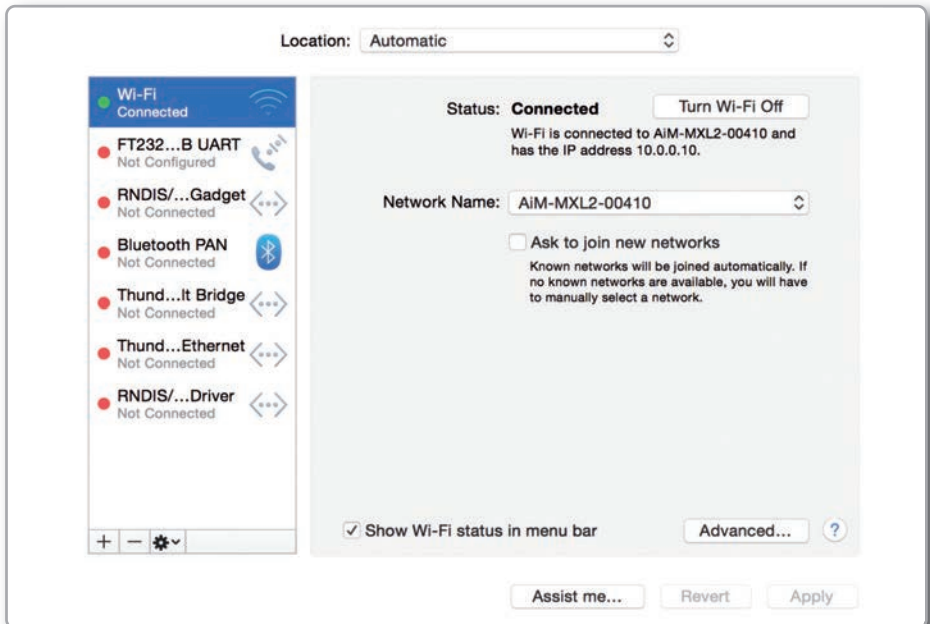 Location: Automatic
Wi-Fi
Connected
FT232...B UART
Not Configured
RNDIS/...Gadget
Not Connected
Bluetooth PAN
Not Connected
Thund...lt Bridge
Not Connected
Thund...Ethernet
Not Connected
RNDIS/...Driver
Not Connected
Status: Connected
Turn Wi-Fi Off
Wi-Fi is connected to AiM-MXL2-00410 and
has the IP address 10.0.0.10.
Network Name: AiM-MXL2-00410
Ask to join new networks
Known networks will be joined automatically. If
no known networks are available, you will have
to manually select a network.
Show Wi-Fi status in menu bar
Advanced...
?
Assist me...
Revert
Apply